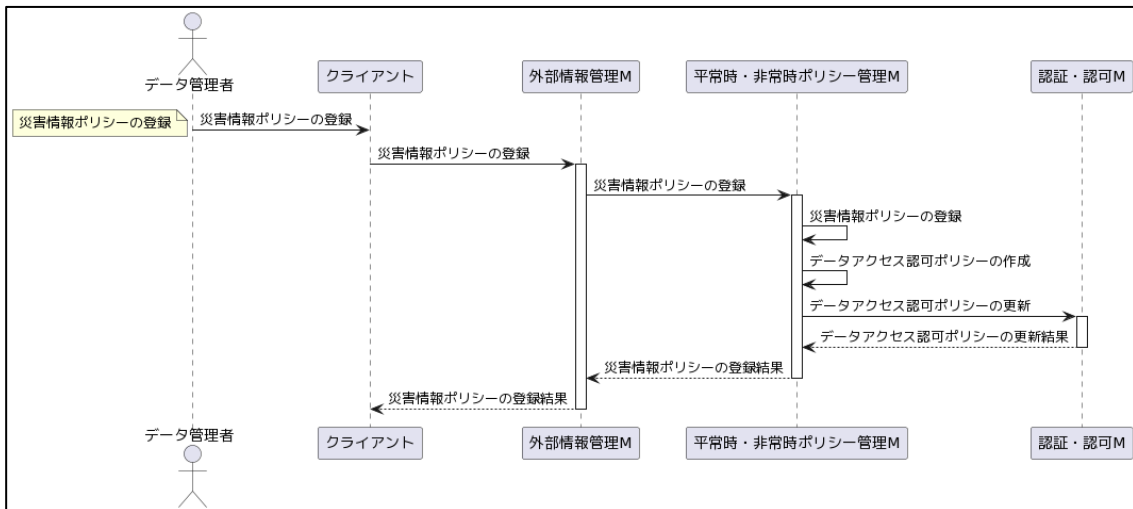 データ管理者
クライアント
外部情報管理M
平常時・非常時ポリシー管理M
認証・認可M
災害情報ポリシーの登録
災害情報ポリシーの登録
災害情報ポリシーの登録
災害情報ポリシーの登録
災害情報ポリシーの登録
データアクセス認可ポリシーの作成
データアクセス認可ポリシーの更新
データアクセス認可ポリシーの更新結果
災害情報ポリシーの登録結果
災害情報ポリシーの登録結果
データ管理者
クライアント
外部情報管理M
平常時・非常時ポリシー管理M
認証・認可M